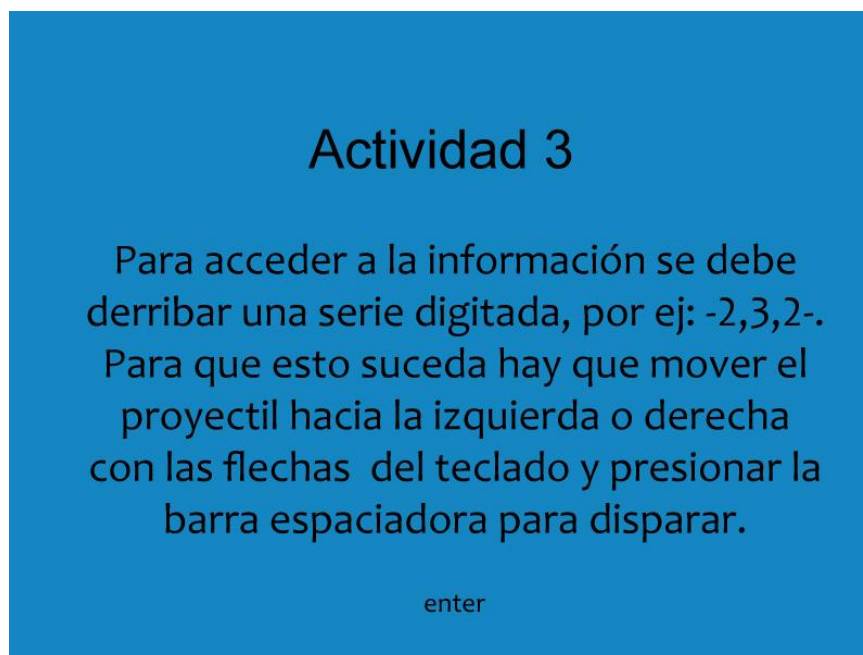 Actividad 3
Para acceder a la información se debe
derribar una serie digitada, por ej: -2,3,2-.
Para que esto suceda hay que mover el
proyectil hacia la izquierda o derecha
con las flechas  del teclado y presionar la
barra espaciadora para disparar.
enter